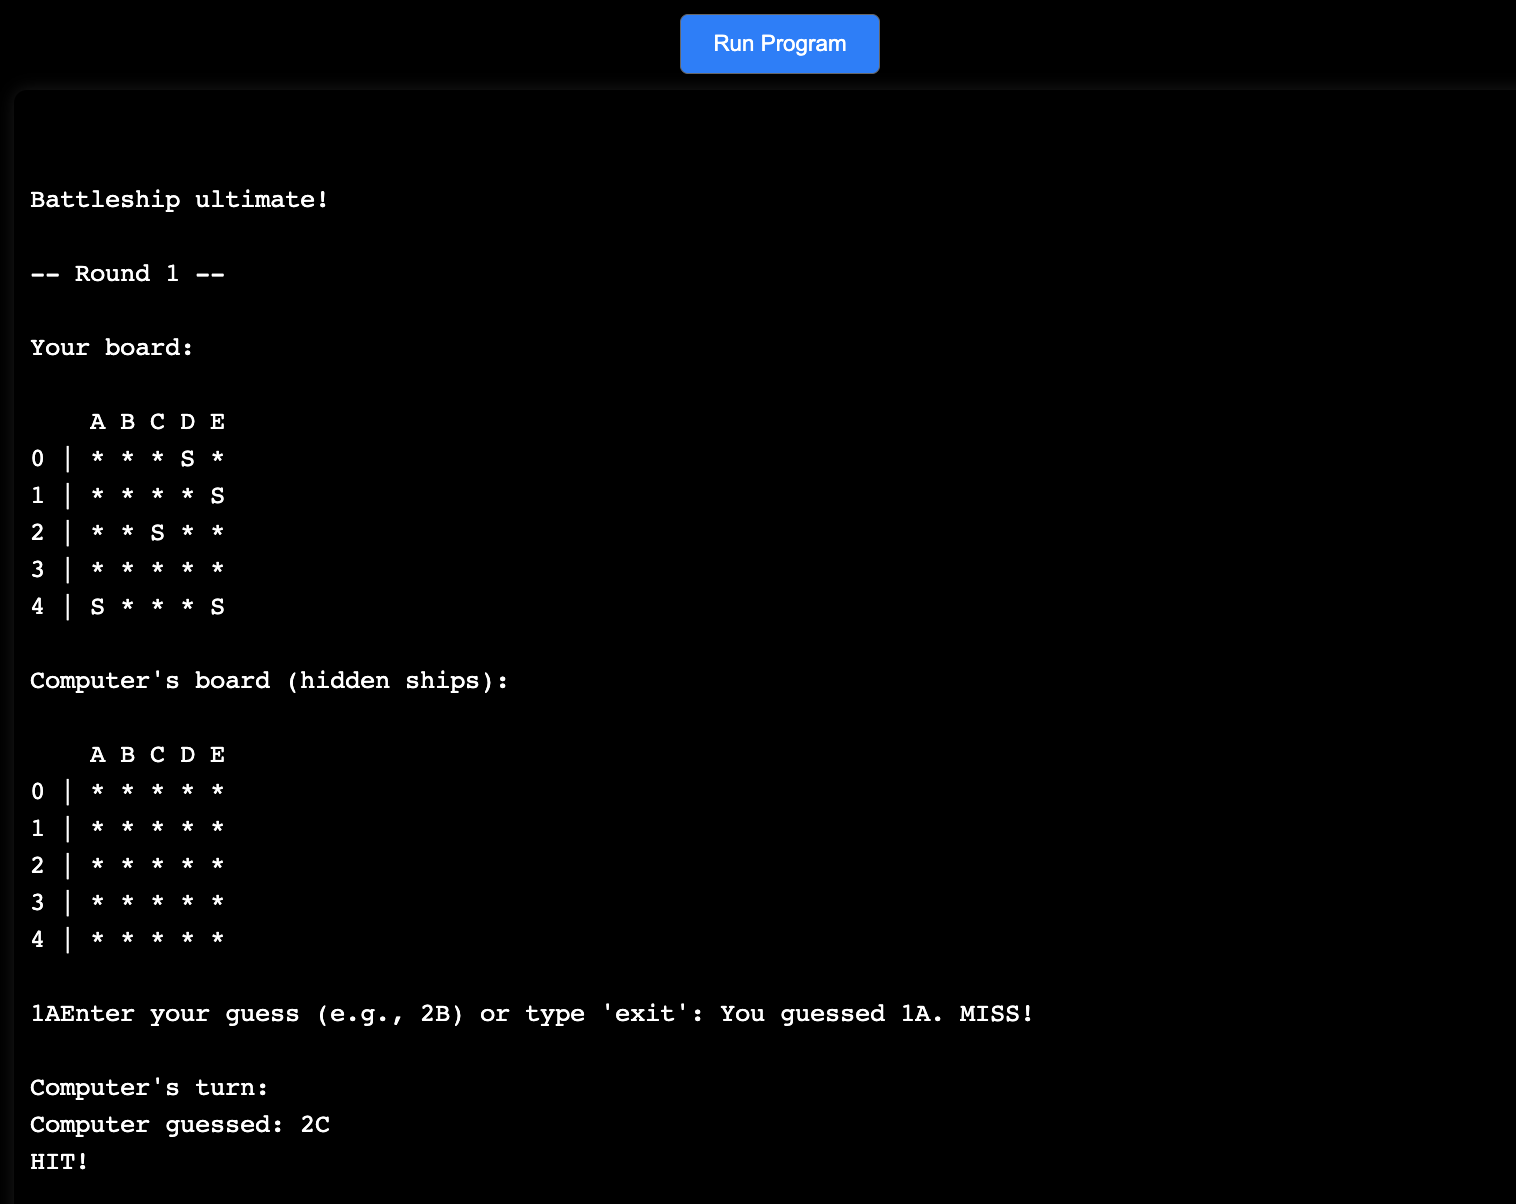 Run Program
Battleship ultimate!
-- Round 1 --
Your board:
    A B C D E
0 | * * * S *
1 | * * * * S
2 | * * S * *
3 | * * * * *
4 | S * * * S
Computer's board (hidden ships):
    A B C D E
0 | * * * * *
1 | * * * * *
2 | * * * * *
3 | * * * * *
4 | * * * * *
1AEnter your guess (e.g., 2B) or type 'exit': You guessed 1A. MISS!
Computer's turn:
Computer guessed: 2C
HIT!